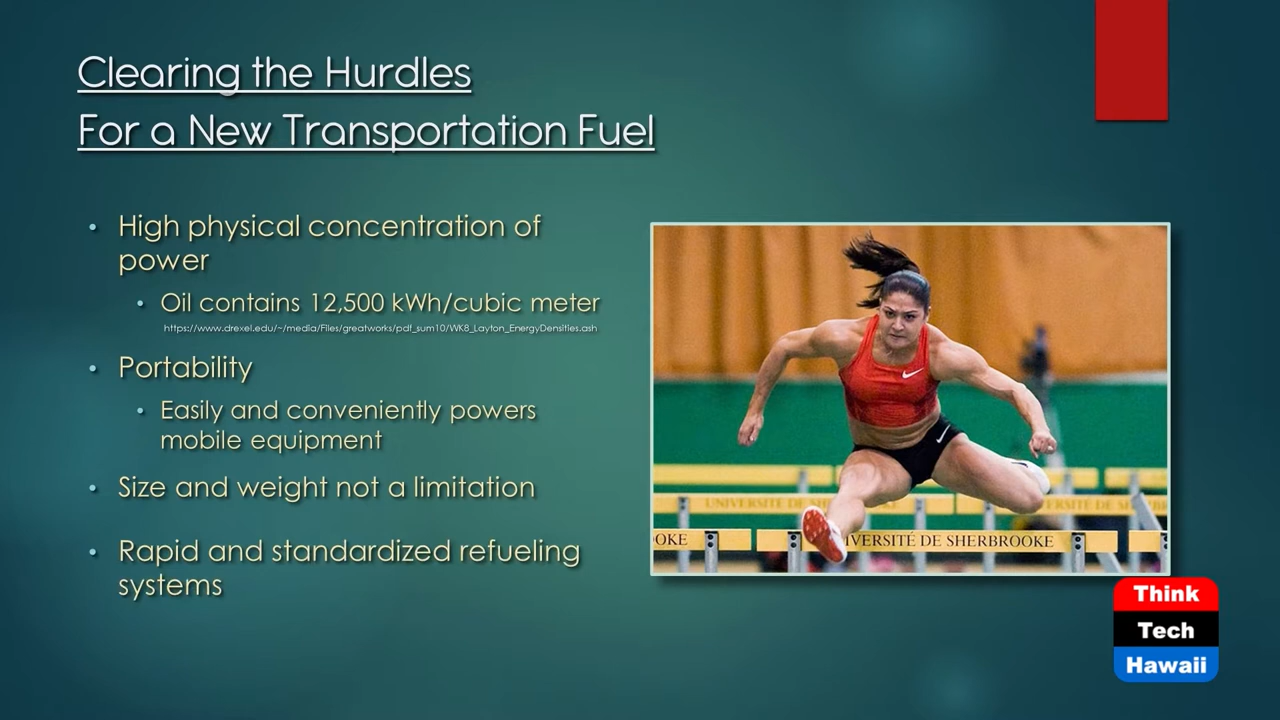 Clearing the Hurdles
For a New Transportation Fuel
• High physical concentration of
power
• Oil contains 12,500 kWh/cubic meter
https://www.drexel.edu/~/media/Files/greatworks/pdf_sum10/WK8_Layton_EnergyDensities.ash
• Portability
• Easily and conveniently powers
mobile equipment
• Size and weight not a limitation
• Rapid and standardized refueling
systems
UNIVERSITÉ DE SHERBROOKE
OKE
IVERSITÉ DE SHERBROOKE
Think
Tech
Hawaii